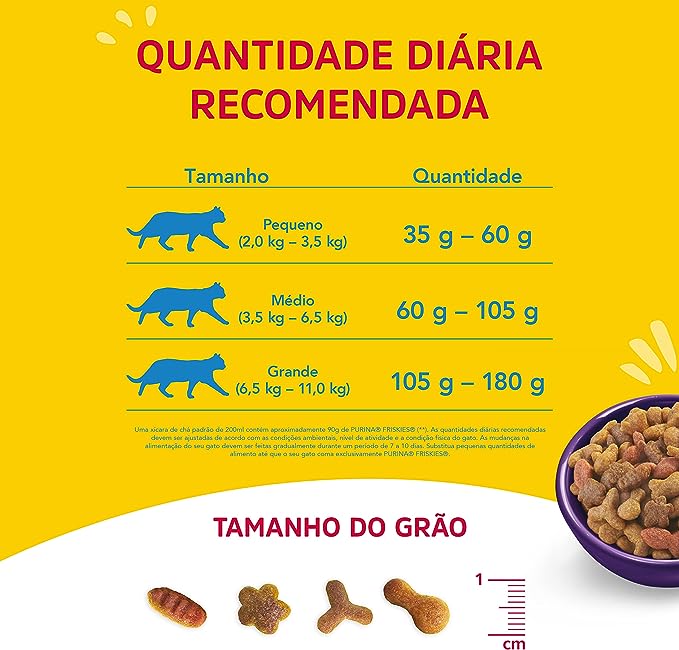 QUANTIDADE DIÁRIA
RECOMENDADA
Tamanho Quantidade
Pequeno
(2,0 kg – 3,5 kg) 35 g – 60 g
Médio
(3,5 kg – 6,5 kg) 60 g – 105 g
Grande
(6,5 kg – 11,0 kg) 105 g – 180 g
Uma xícara de chá padrão de 200ml contém aproximadamente 90g de PURINA® FRISKIES® (**). As quantidades diárias recomendadas
devem ser ajustadas de acordo com as condições ambientais, nível de atividade e a condição física do gato. As mudanças na
alimentação do seu gato devem ser feitas gradualmente durante um período de 7 a 10 dias. Substitua pequenas quantidades de
alimento até que o seu gato coma exclusivamente PURINA® FRISKIES®.
TAMANHO DO GRÃO
1
cm